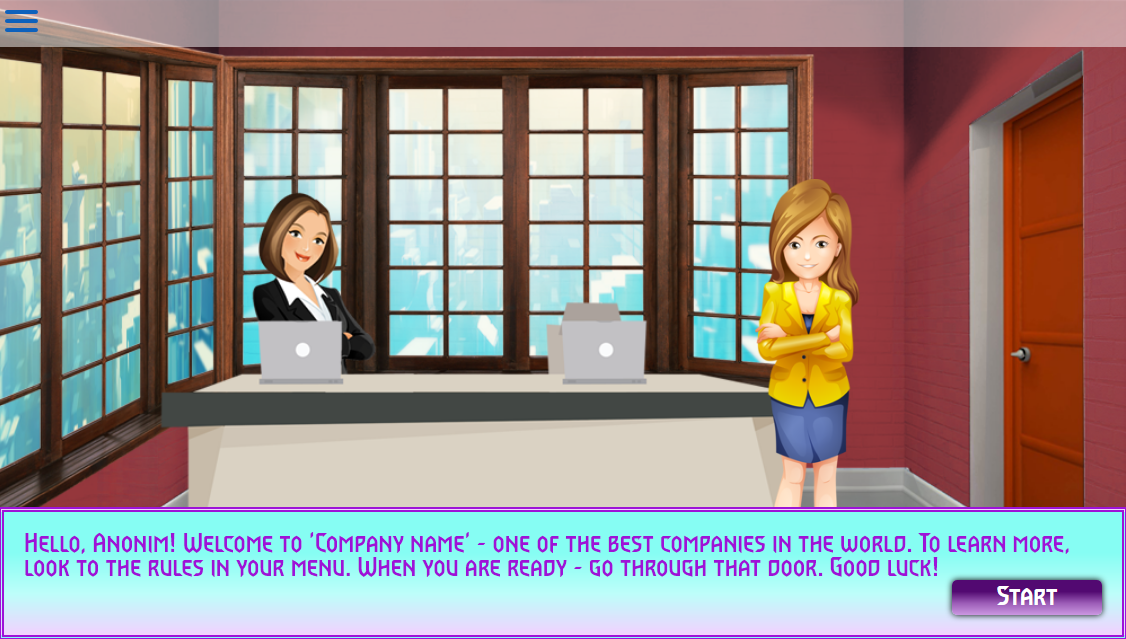 Hello, Anonim! Welcome to 'Company name' - one of the best companies in the world. To learn more,
look to the rules in your menu. When you are ready - go through that door. Good luck!
Start